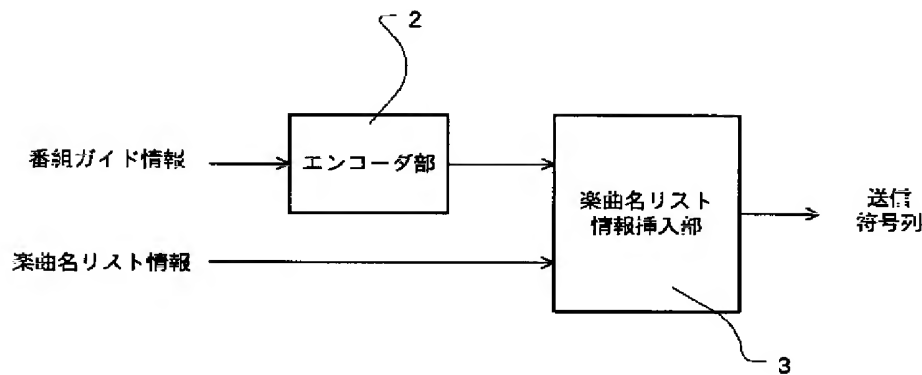 2
番組ガイド情報
エンコーダ部
楽曲名リスト
情報挿入部
送信
符号列
楽曲名リスト情報
3